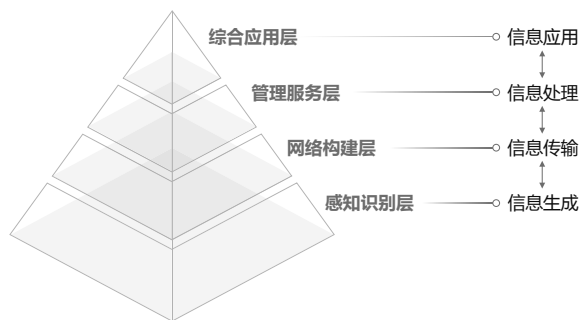 综合应用层 信息应用
管理服务层 信息处理
网络构建层 信息传输
感知识别层 信息生成